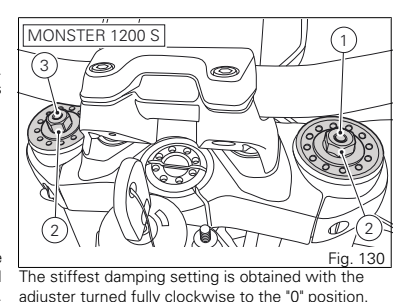 MONSTER 1200 S
1
3
2
2
Fig. 130
The stiffest damping setting is obtained with the
adjuster turned fully clockwise to the "0" position.